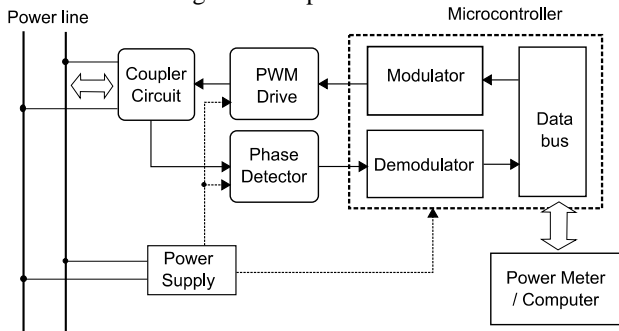 Power line
Microcontroller
Coupler
Circuit
PWM
Drive
Modulator
Data
bus
Phase
Detector
Demodulator
Power
Supply
Power Meter
/ Computer